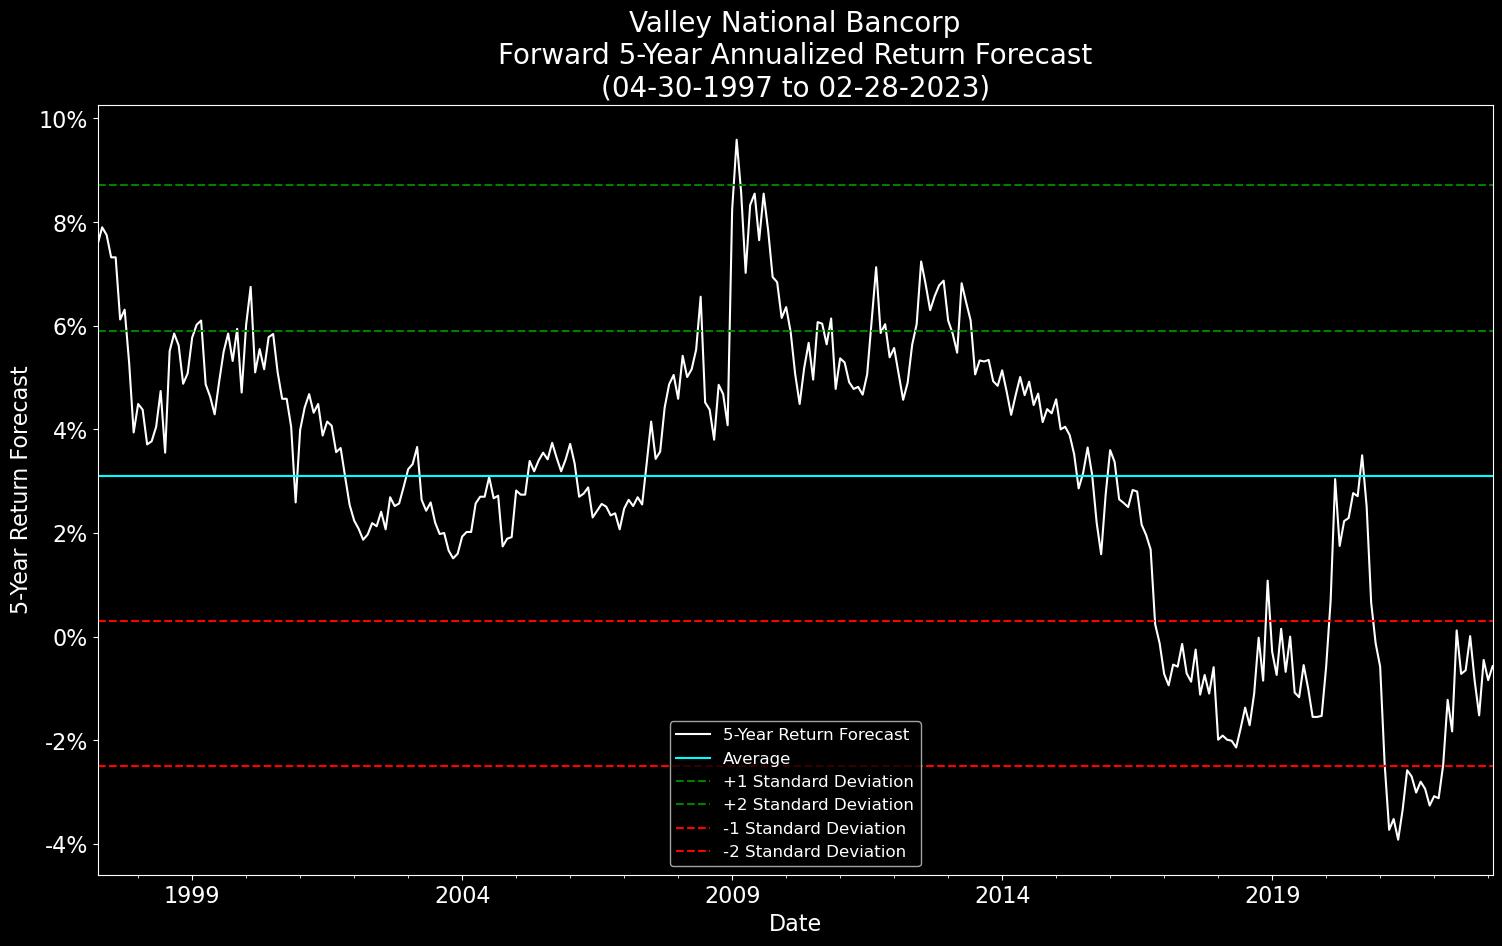 Valley National Bancorp
Forward 5-Year Annualized Return Forecast
(04-30-1997 to 02-28-2023)
5-Year Return Forecast
10%
8%
6%
4%
2%
0%
-2%
-4%
5-Year Return Forecast
Average
+1 Standard Deviation
+2 Standard Deviation
-1 Standard Deviation
-2 Standard Deviation
1999
2004
2009
2014
2019
Date